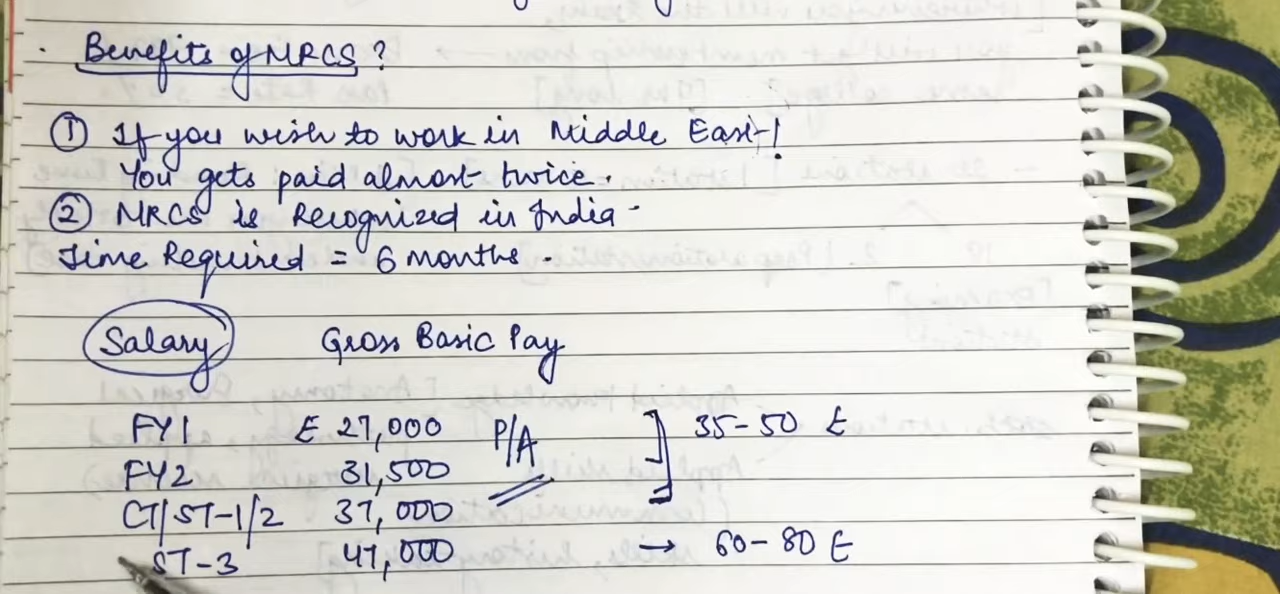 Benefits of MRCS?
① If you wish to work in Middle East!
You gets paid almost twice.
② MRCS is Recognized in India -
Time Required = 6 months.
Salary Gross Basic Pay
FY1 £ 27,000 P/A ] 35-50 £
FY2 31,500
CT/ST-1/2 37,000
ST-3 47,000 → 60-80 £